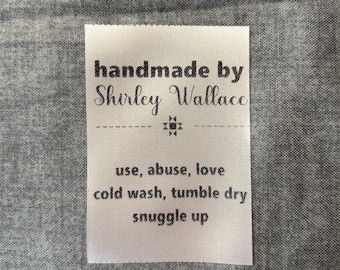 handmade by
Shirley Wallace
use, abuse, love
cold wash, tumble dry
snuggle up